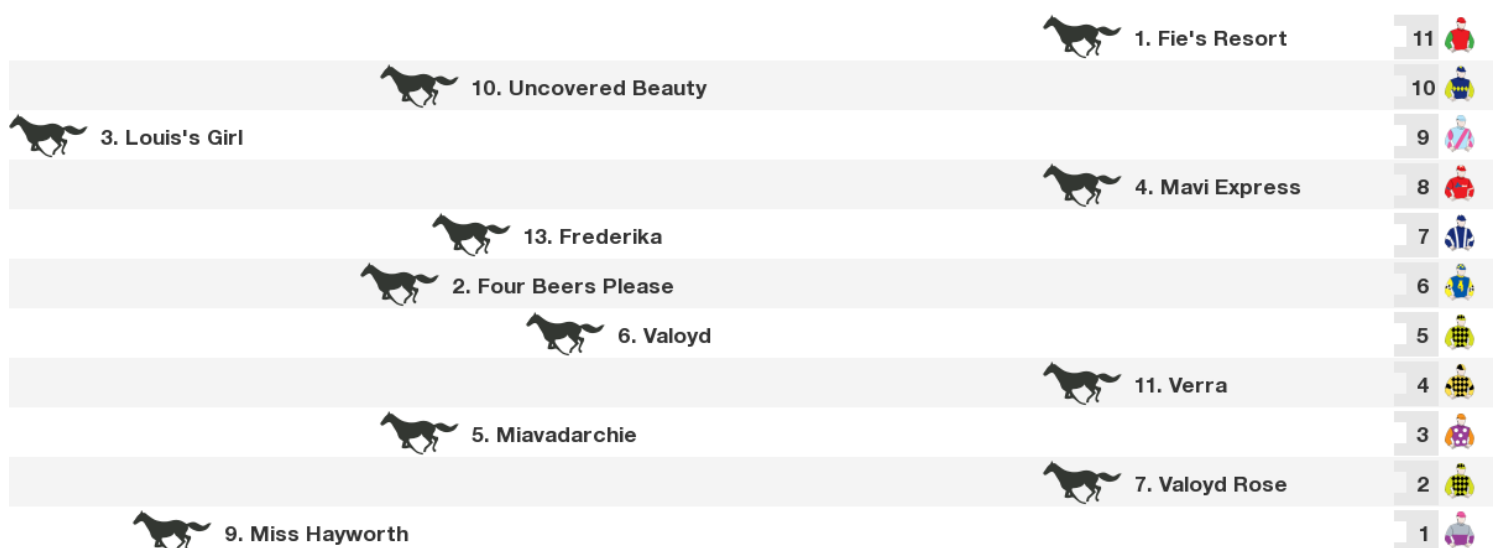 1. Fie's Resort 11
10. Uncovered Beauty 10
3. Louis's Girl 9
4. Mavi Express 8
13. Frederika 7
2. Four Beers Please 6
6. Valoyd 5
11. Verra 4
5. Miavadarchie 3
7. Valoyd Rose 2
9. Miss Hayworth 1